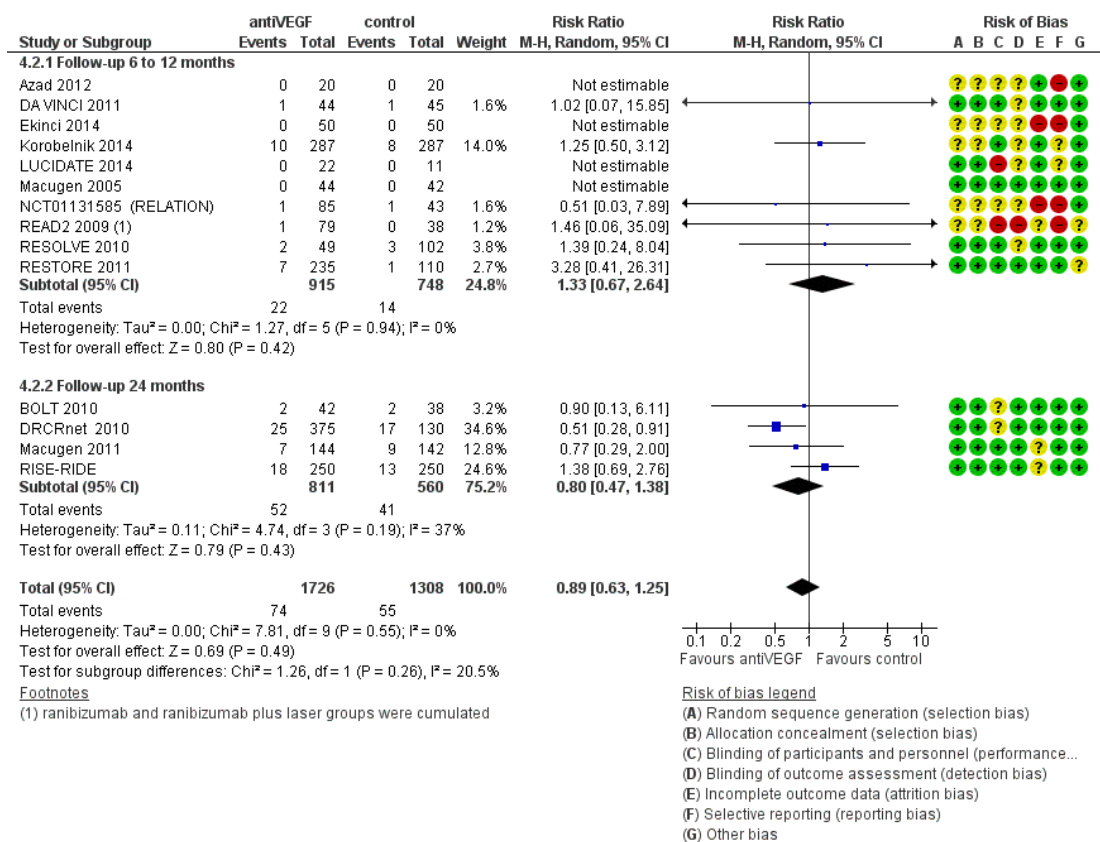 antiVEGF control Risk Ratio Risk Ratio Risk of Bias
Study or Subgroup Events Total Events Total Weight M-H, Random, 95% CI M-H, Random, 95% CI A B C D E F G
4.2.1 Follow-up 6 to 12 months
Azad 2012 0 20 0 20 Not estimable ? ? ? ? + - +
DA VINCI 2011 1 44 1 45 1.6% 1.02 [0.07, 15.85] + + + ? + + +
Ekinci 2014 0 50 0 50 Not estimable ? ? ? ? - - +
Korobelnik 2014 10 287 8 287 14.0% 1.25 [0.50, 3.12] ? ? + ? + ? +
LUCIDATE 2014 0 22 0 11 Not estimable + + - ? + ? +
Macugen 2005 0 44 0 42 Not estimable + + + + + + +
NCT01131585 (RELATION) 1 85 1 43 1.6% 0.51 [0.03, 7.89] ? ? ? ? - - +
READ2 2009 (1) 1 79 0 38 1.2% 1.46 [0.06, 35.09] ? ? - - ? - ?
RESOLVE 2010 2 49 3 102 3.8% 1.39 [0.24, 8.04] + + + ? + + +
RESTORE 2011 7 235 1 110 2.7% 3.28 [0.41, 26.31] + + + + + + ?
Subtotal (95% CI) 915 748 24.8% 1.33 [0.67, 2.64]
Total events 22 14
Heterogeneity: Tau² = 0.00; Chi² = 1.27, df = 5 (P = 0.94); I² = 0%
Test for overall effect: Z = 0.80 (P = 0.42)
4.2.2 Follow-up 24 months
BOLT 2010 2 42 2 38 3.2% 0.90 [0.13, 6.11] + + ? + + + +
DRCRnet 2010 25 375 17 130 34.6% 0.51 [0.28, 0.91] + + ? + + + +
Macugen 2011 7 144 9 142 12.8% 0.77 [0.29, 2.00] + + + + ? + +
RISE-RIDE 18 250 13 250 24.6% 1.38 [0.69, 2.76] + + + + ? + +
Subtotal (95% CI) 811 560 75.2% 0.80 [0.47, 1.38]
Total events 52 41
Heterogeneity: Tau² = 0.11; Chi² = 4.74, df = 3 (P = 0.19); I² = 37%
Test for overall effect: Z = 0.79 (P = 0.43)
Total (95% CI) 1726 1308 100.0% 0.89 [0.63, 1.25]
Total events 74 55
Heterogeneity: Tau² = 0.00; Chi² = 7.81, df = 9 (P = 0.55); I² = 0%
Test for overall effect: Z = 0.69 (P = 0.49)
Test for subgroup differences: Chi² = 1.26, df = 1 (P = 0.26), I² = 20.5%
0.1 0.2 0.5 1 2 5 10
Favours antiVEGF Favours control
Footnotes
(1) ranibizumab and ranibizumab plus laser groups were cumulated
Risk of bias legend
(A) Random sequence generation (selection bias)
(B) Allocation concealment (selection bias)
(C) Blinding of participants and personnel (performance...
(D) Blinding of outcome assessment (detection bias)
(E) Incomplete outcome data (attrition bias)
(F) Selective reporting (reporting bias)
(G) Other bias